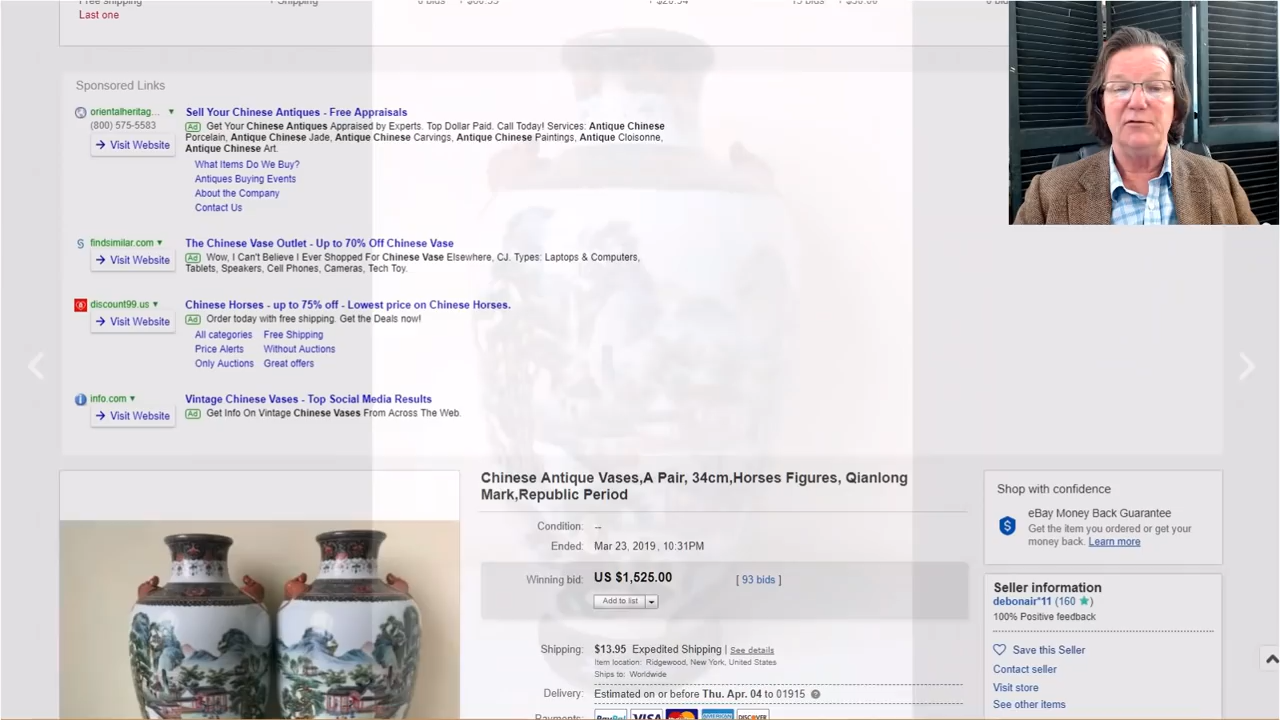 Free shipping
+ Shipping
Last one
Sponsored Links
orientalheritag...
(800) 575-5583
Visit Website
Sell Your Chinese Antiques - Free Appraisals
Ad Get Your Chinese Antiques Appraised by Experts. Top Dollar Paid. Call Today! Services: Antique Chinese
Porcelain, Antique Chinese Jade, Antique Chinese Carvings, Antique Chinese Paintings, Antique Cloisonne,
Antique Chinese Art.
What Items Do We Buy?
Antiques Buying Events
About the Company
Contact Us
findsimilar.com
Visit Website
The Chinese Vase Outlet - Up to 70% Off Chinese Vase
Ad Wow, I Can't Believe I Ever Shopped For Chinese Vase Elsewhere, CJ. Types: Laptops & Computers,
Tablets, Speakers, Cell Phones, Cameras, Tech Toy.
discount99.us
Visit Website
Chinese Horses - up to 75% off - Lowest price on Chinese Horses.
Ad Order today with free shipping. Get the Deals now!
All categories Free Shipping
Price Alerts Without Auctions
Only Auctions Great offers
info.com
Visit Website
Vintage Chinese Vases - Top Social Media Results
Ad Get Info On Vintage Chinese Vases From Across The Web.
Chinese Antique Vases,A Pair, 34cm,Horses Figures, Qianlong
Mark,Republic Period
Condition: --
Ended: Mar 23, 2019 , 10:31PM
Winning bid: US $1,525.00 [ 93 bids ]
Add to list
Shipping: $13.95 Expedited Shipping | See details
Item location: Ridgewood, New York, United States
Ships to: Worldwide
Delivery: Estimated on or before Thu. Apr. 04 to 01915
Payments: PayPal VISA AMERICAN EXPRESS DISCOVER
Shop with confidence
eBay Money Back Guarantee
Get the item you ordered or get your
money back. Learn more
Seller information
debonair*11 (160)
100% Positive feedback
Save this Seller
Contact seller
Visit store
See other items